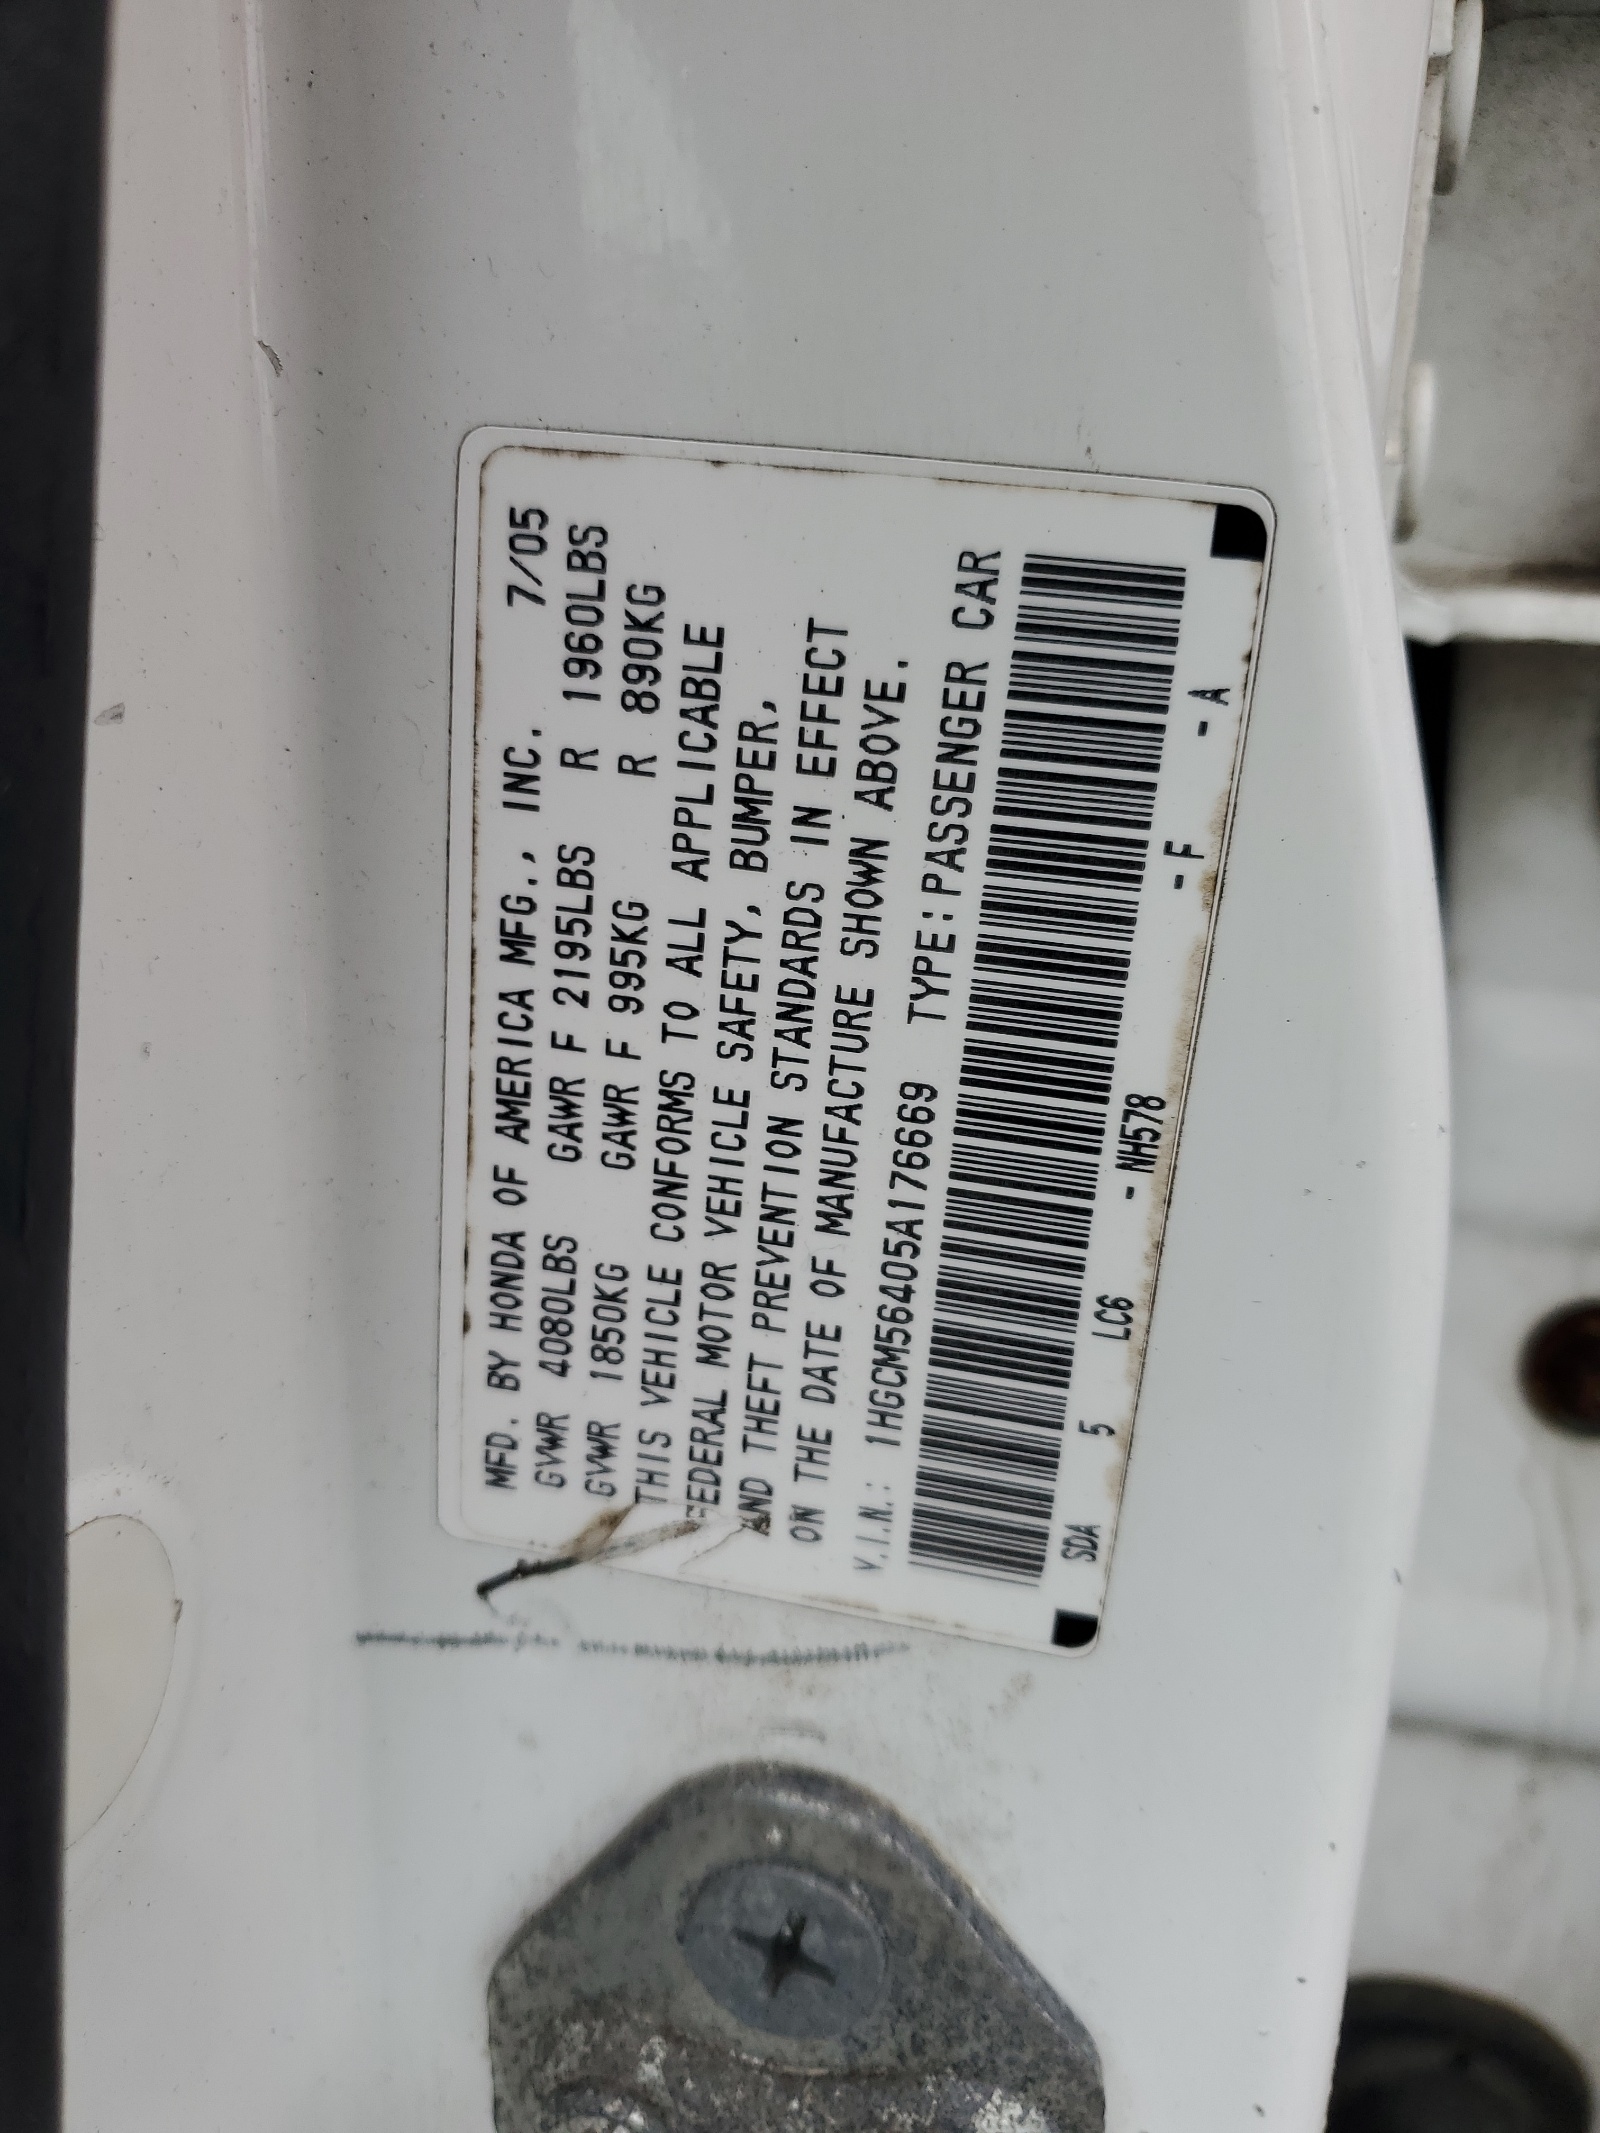 MFD. BY HONDA OF AMERICA MFG., INC. 7/05
GVWR 4080LBS GAWR F 2195LBS R 1960LBS
GVWR 1850KG GAWR F 995KG R 890KG
THIS VEHICLE CONFORMS TO ALL APPLICABLE
FEDERAL MOTOR VEHICLE SAFETY, BUMPER,
AND THEFT PREVENTION STANDARDS IN EFFECT
ON THE DATE OF MANUFACTURE SHOWN ABOVE.
V.I.N.: 1HGCM56405A176669 TYPE:PASSENGER CAR
SDA 5 LC6 - NH578 - F - A